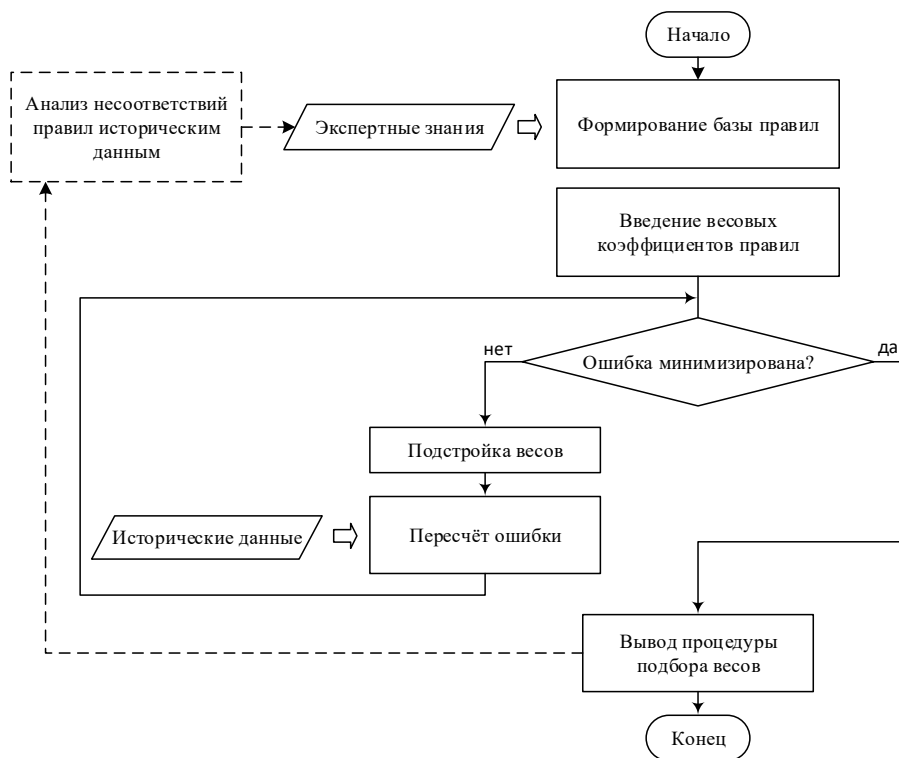 Начало
Анализ несоответствий
правил историческим
данным
Экспертные знания
Формирование базы правил
Введение весовых
коэффициентов правил
нет
Ошибка минимизирована?
да
Подстройка весов
Исторические данные
Пересчёт ошибки
Вывод процедуры
подбора весов
Конец